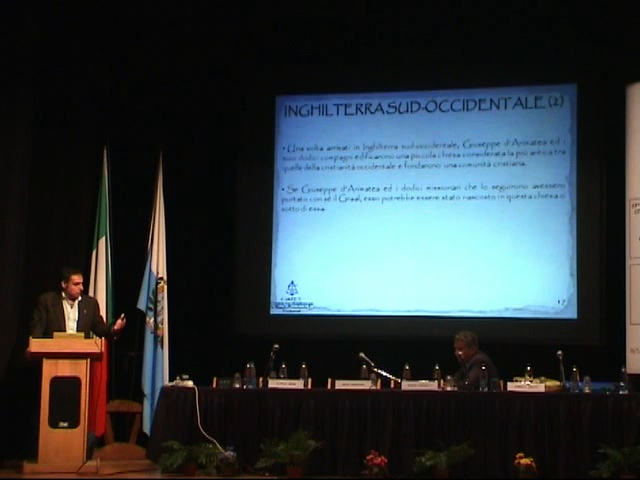 INGHILTERRA SUD-OCCIDENTALE (2)
• Una volta arrivati in Inghilterra sud-occidentale, Giuseppe d'Arimatea ed i
suoi dodici compagni edificarono una piccola chiesa considerata la più antica tra
quelle della cristianità occidentale e fondarono una comunità cristiana.
• Se Giuseppe d'Arimatea ed i dodici missionari che lo seguirono avessero
portato con sé il Graal, esso potrebbe essere stato nascosto in questa chiesa o
sotto di essa.
17